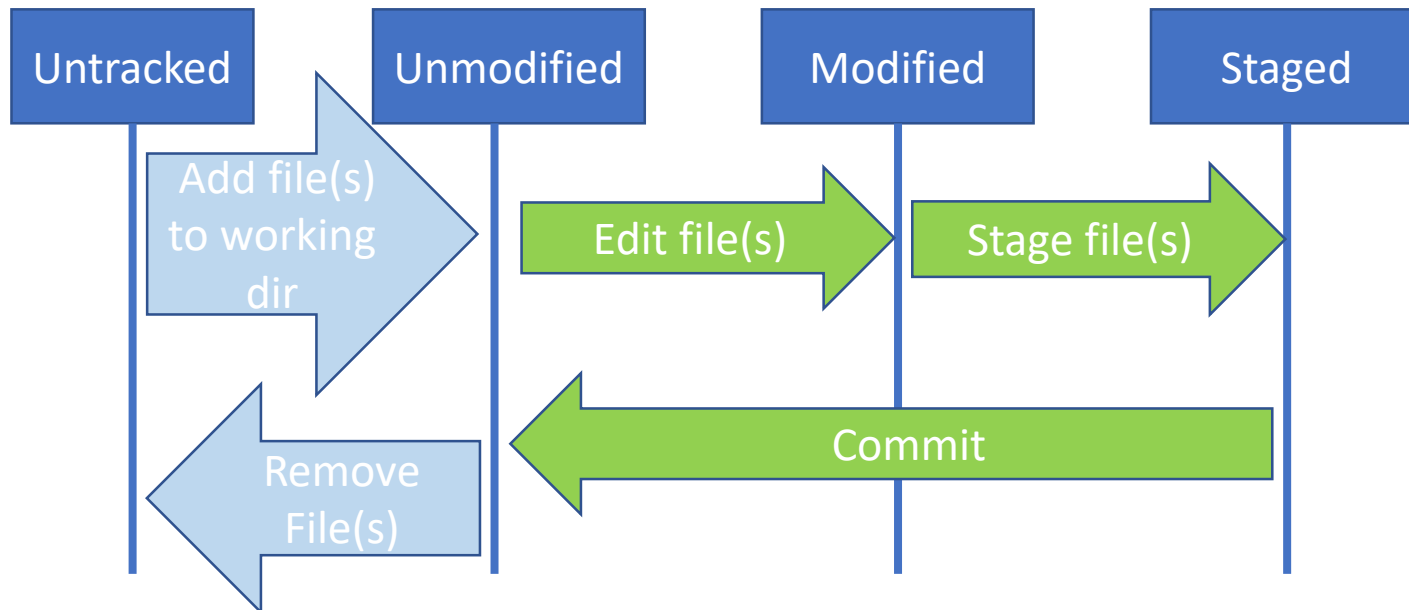 Untracked
Unmodified
Modified
Staged
Add file(s)
to working
dir
Edit file(s)
Stage file(s)
Commit
Remove
File(s)